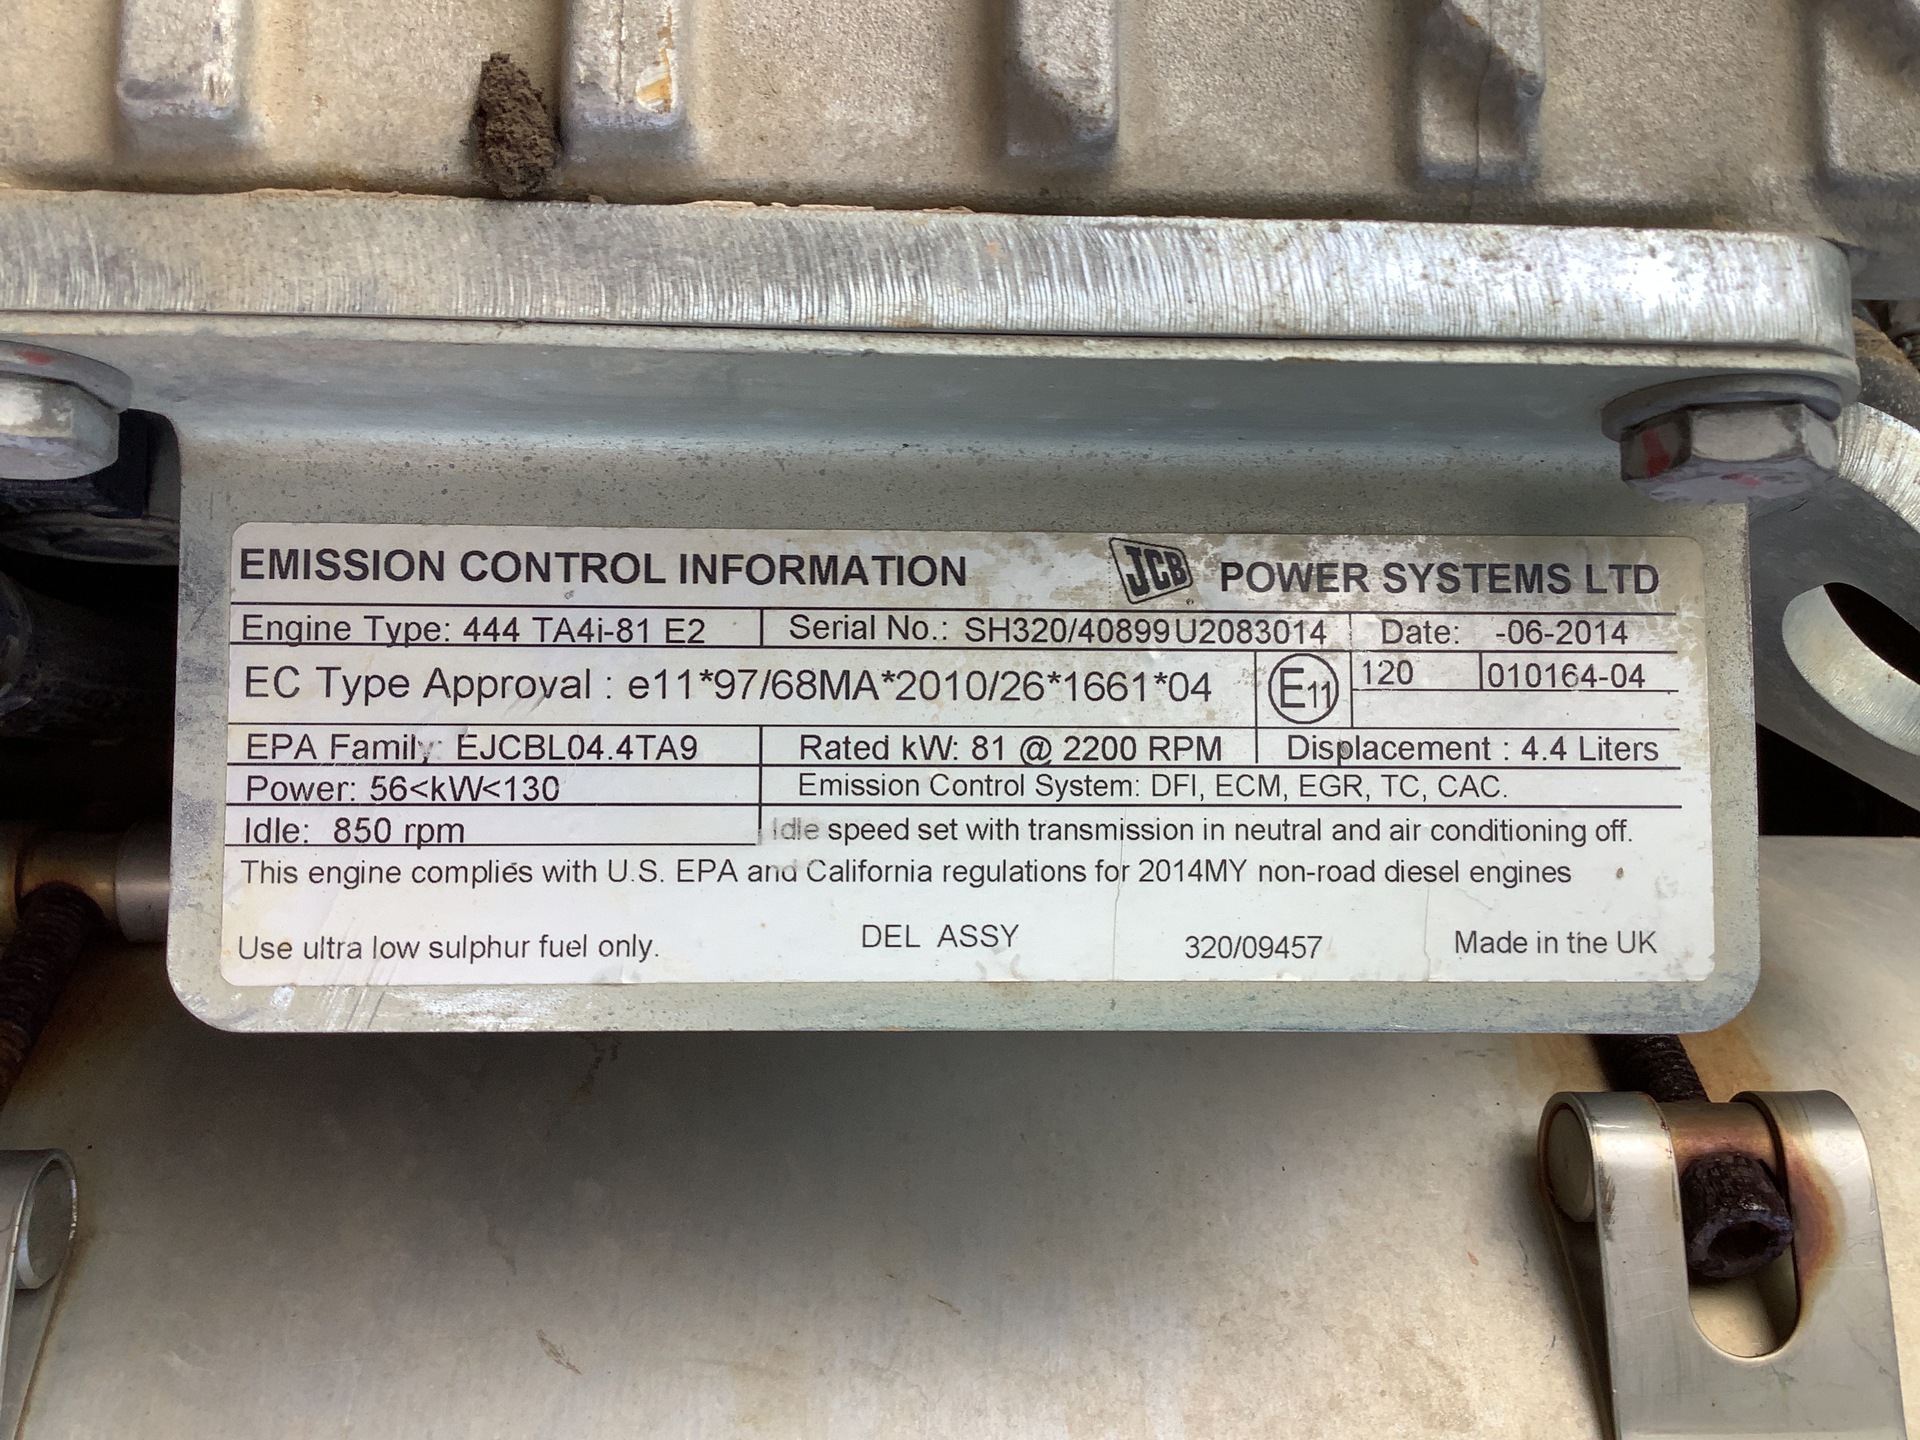 EMISSION CONTROL INFORMATION JCB POWER SYSTEMS LTD
Engine Type: 444 TA4i-81 E2 Serial No.: SH320/40899U2083014 Date: -06-2014
EC Type Approval : e11*97/68MA*2010/26*1661*04 E11 120 010164-04
EPA Family: EJCBL04.4TA9 Rated kW: 81 @ 2200 RPM Displacement : 4.4 Liters
Power: 56<kW<130 Emission Control System: DFI, ECM, EGR, TC, CAC.
Idle: 850 rpm Idle speed set with transmission in neutral and air conditioning off.
This engine complies with U.S. EPA and California regulations for 2014MY non-road diesel engines
Use ultra low sulphur fuel only. DEL ASSY 320/09457 Made in the UK